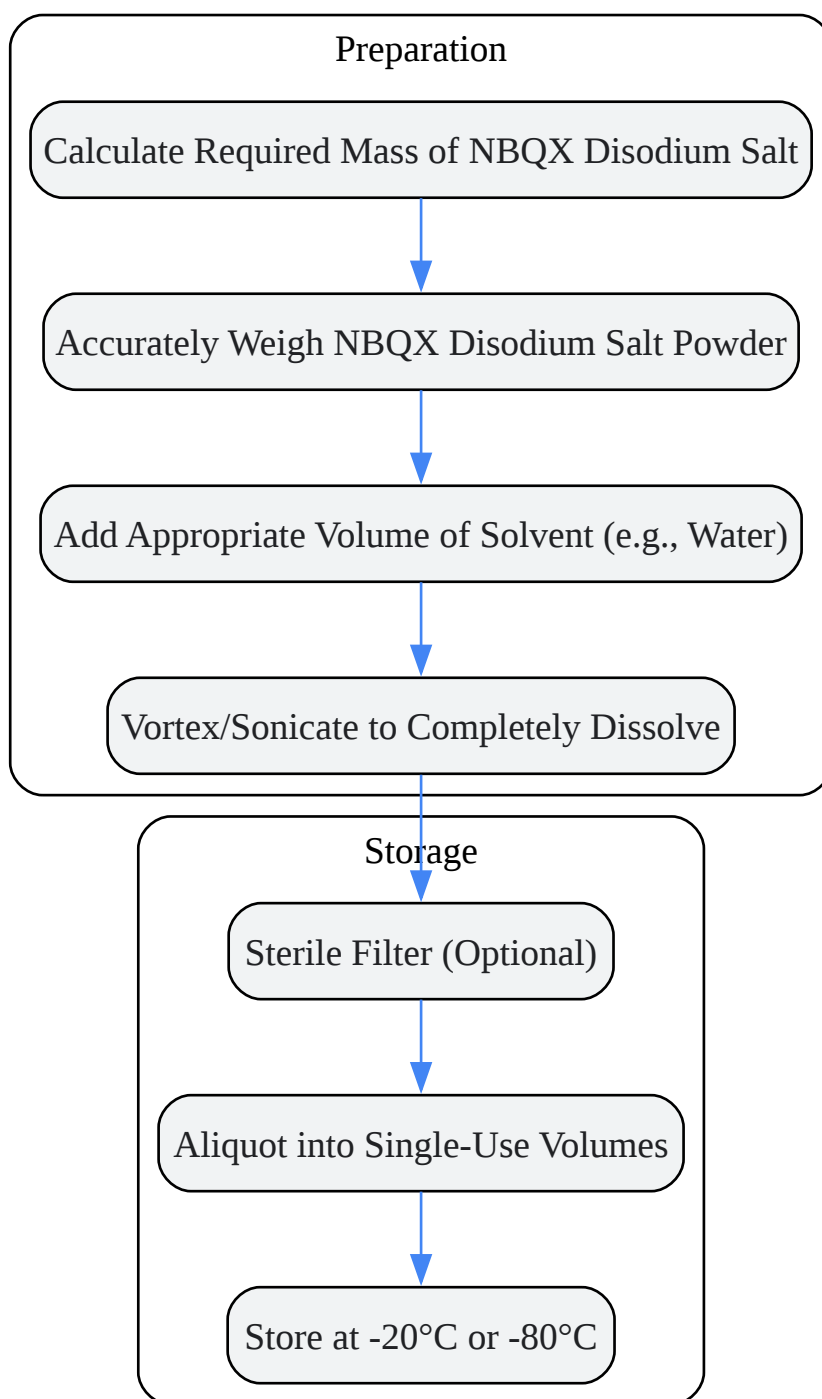 Preparation
Calculate Required Mass of NBQX Disodium Salt
Accurately Weigh NBQX Disodium Salt Powder
Add Appropriate Volume of Solvent (e.g., Water)
Vortex/Sonicate to Completely Dissolve
Storage
Sterile Filter (Optional)
Aliquot into Single-Use Volumes
Store at -20°C or -80°C